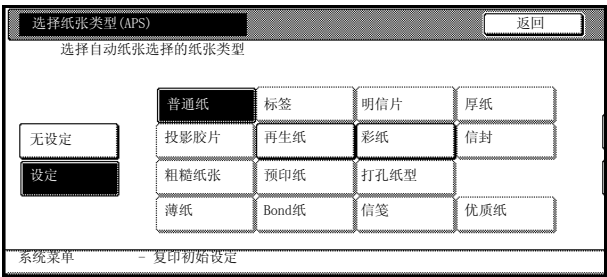 选择纸张类型(APS) 返回
选择自动纸张选择的纸张类型
普通纸 标签 明信片 厚纸
无设定 投影胶片 再生纸 彩纸 信封
设定 粗糙纸张 预印纸 打孔纸型
薄纸 Bond纸 信笺 优质纸
系统菜单 - 复印初始设定